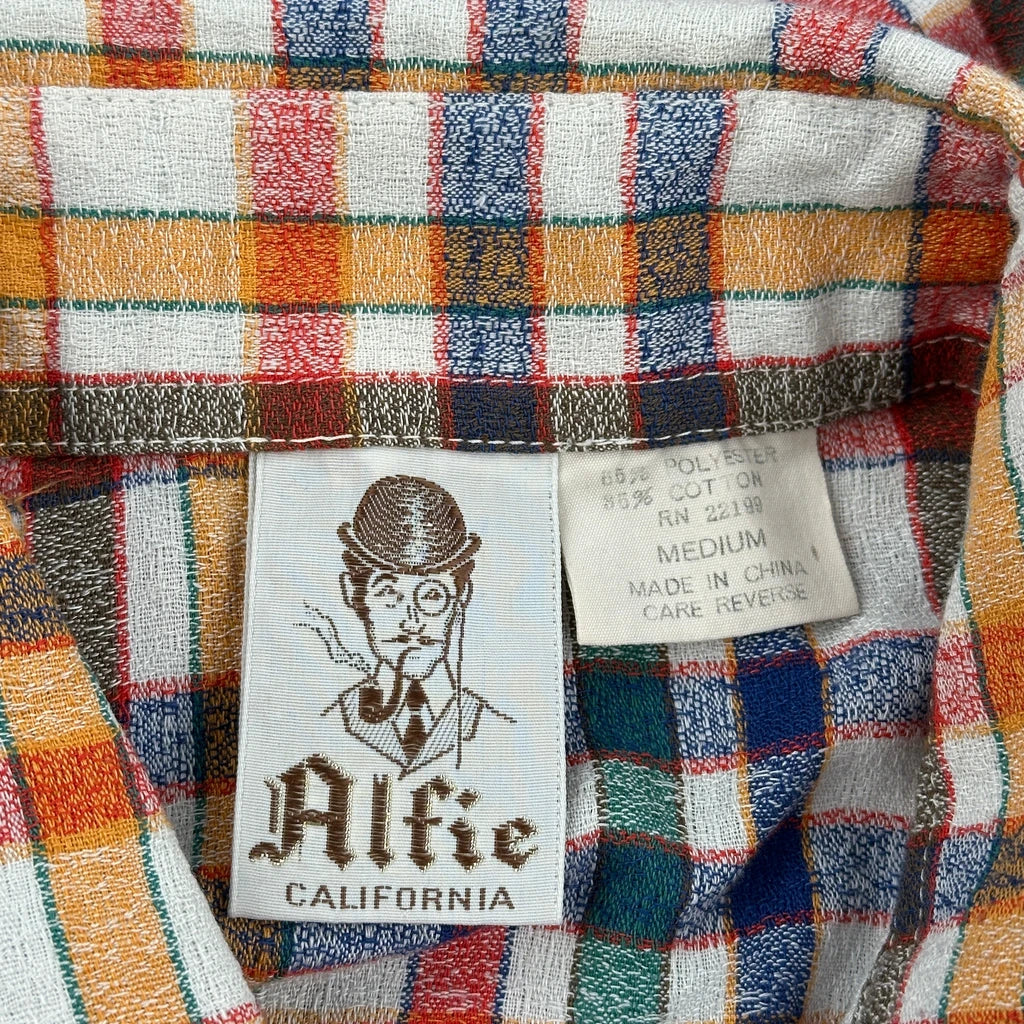 Alfie
CALIFORNIA
POLYESTER
COTTON
RN 22199
MEDIUM
MADE IN CHINA
CARE REVERSE